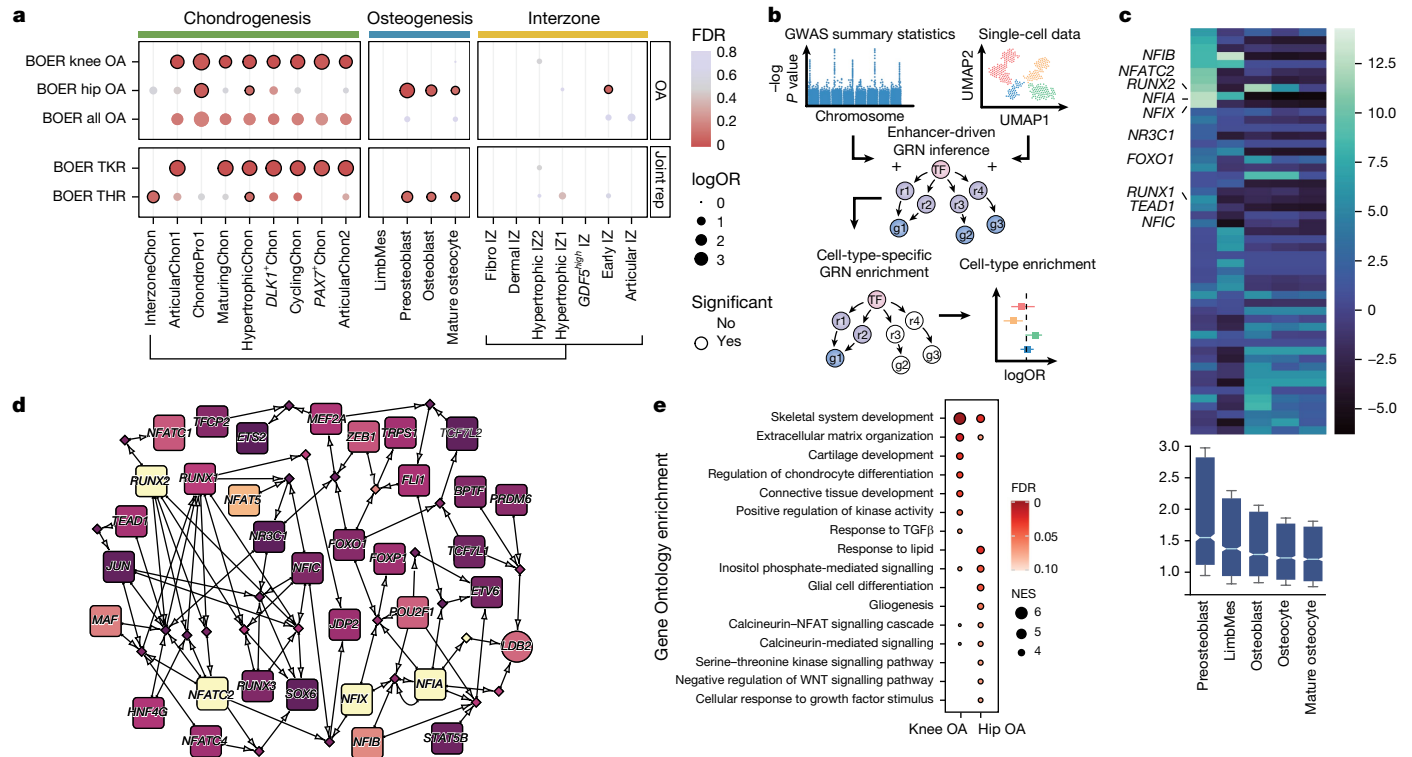 a
Chondrogenesis
Osteogenesis
Interzone
BOER knee OA
BOER hip OA
BOER all OA
OA
BOER TKR
BOER THR
Joint rep
InterzoneChon
ArticularChon1
ChondroPro1
MaturingChon
HypertrophicChon
DLK1+Chon
CyclingChon
PAX7+Chon
ArticularChon2
LimbMes
Preosteoblast
Osteoblast
Mature osteocyte
Fibro IZ
Dermal IZ
Hypertrophic IZ2
Hypertrophic IZ1
GDF5high IZ
Early IZ
Articular IZ
FDR
0.8
0.6
0.4
0.2
0
logOR
0
1
2
3
Significant
No
Yes
b
GWAS summary statistics
Single-cell data
–log
P value
Chromosome
UMAP2
UMAP1
Enhancer-driven
GRN inference
+
+
TF
r1
r4
r2
r3
g1
g2
g3
Cell-type-specific
GRN enrichment
Cell-type enrichment
TF
r1
r4
r2
r3
g1
g2
g3
logOR
c
NFIB
NFATC2
RUNX2
NFIA
NFIX
NR3C1
FOXO1
RUNX1
TEAD1
NFIC
12.5
10.0
7.5
5.0
2.5
0
–2.5
–5.0
3.0
2.5
2.0
1.5
1.0
Preosteoblast
LimbMes
Osteoblast
Osteocyte
Mature osteocyte
d
NFATC1
TFCP2
ETS2
MEF2A
ZEB1
TRPS1
TCF7L2
RUNX2
RUNX1
NFAT5
FLI1
BPTF
PRDM6
TEAD1
NR3C1
FOXO1
FOXP1
TCF7L1
JUN
NFIC
ETV6
MAF
JDP2
POU2F1
LDB2
NFATC2
RUNX3
SOX6
NFIX
NFIA
HNF4G
NFATC4
NFIB
STAT5B
e
Gene Ontology enrichment
Skeletal system development
Extracellular matrix organization
Cartilage development
Regulation of chondrocyte differentiation
Connective tissue development
Positive regulation of kinase activity
Response to TGFβ
Response to lipid
Inositol phosphate-mediated signalling
Glial cell differentiation
Gliogenesis
Calcineurin–NFAT signalling cascade
Calcineurin-mediated signalling
Serine–threonine kinase signalling pathway
Negative regulation of WNT signalling pathway
Cellular response to growth factor stimulus
Knee OA
Hip OA
FDR
0
0.05
0.10
NES
6
5
4